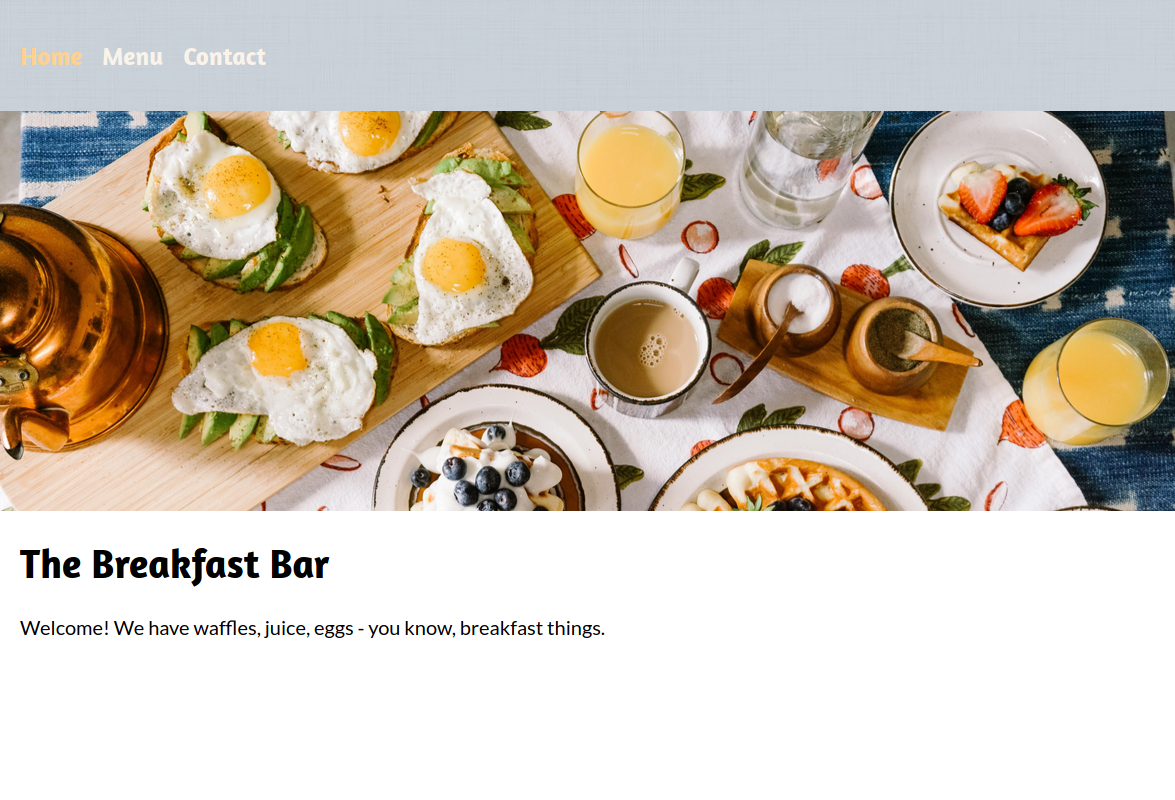 Home Menu Contact
The Breakfast Bar
Welcome! We have waffles, juice, eggs - you know, breakfast things.